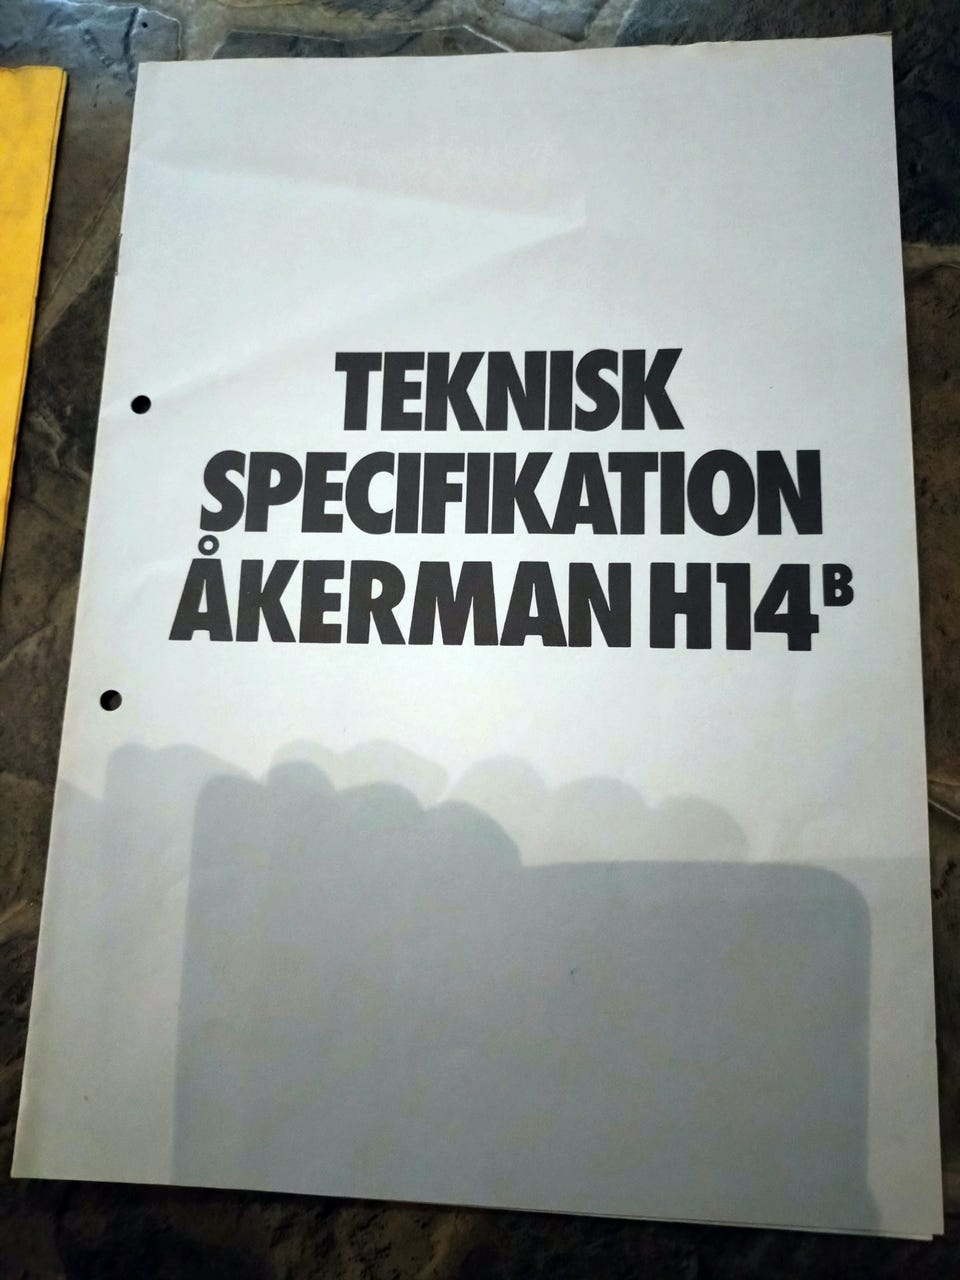 TEKNISK
SPECIFIKATION
ÅKERMAN H14B